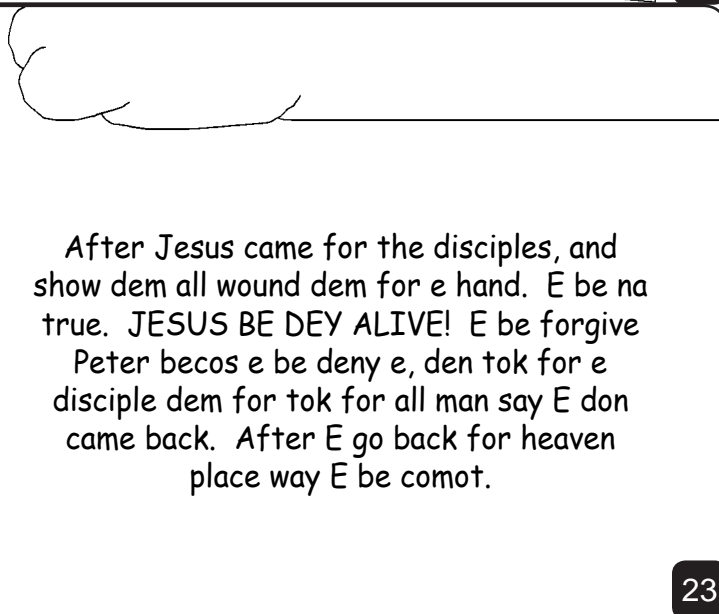 After Jesus came for the disciples, and
show dem all wound dem for e hand.  E be na
true.  JESUS BE DEY ALIVE!  E be forgive
Peter becos e be deny e, den tok for e
disciple dem for tok for all man say E don
came back.  After E go back for heaven
place way E be comot.
23